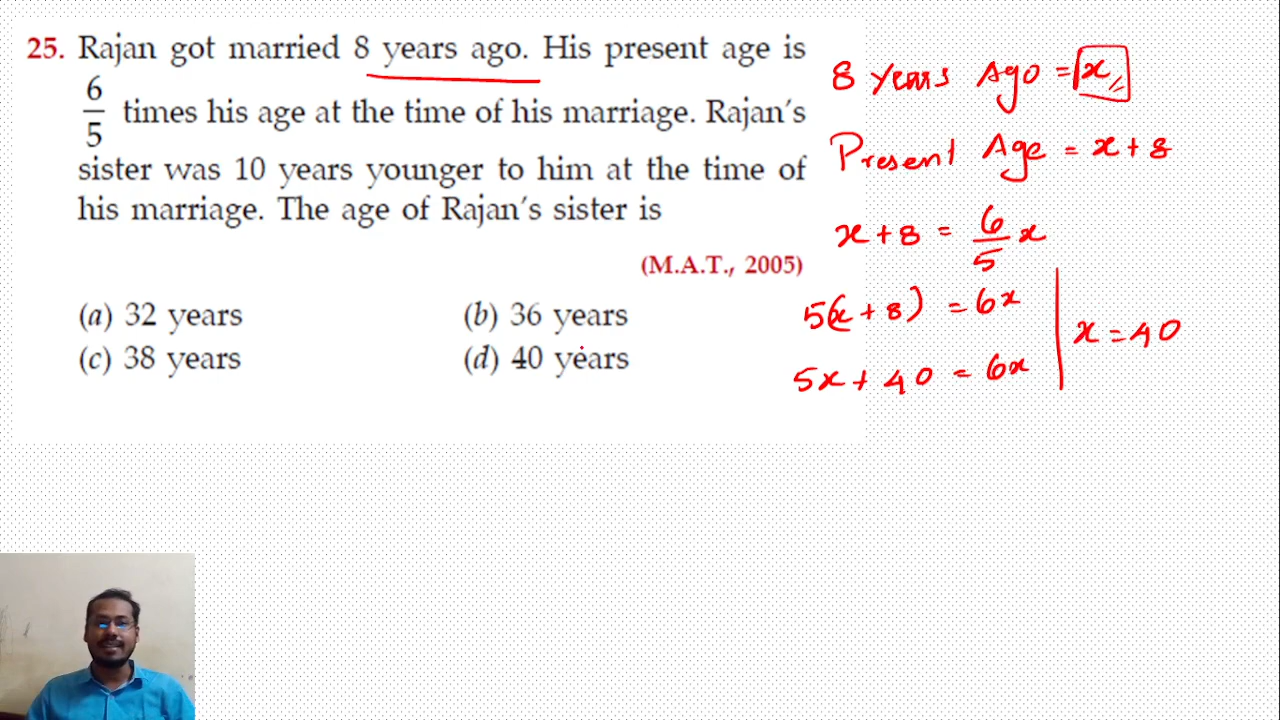 25. Rajan got married 8 years ago. His present age is
6/5 times his age at the time of his marriage. Rajan's
sister was 10 years younger to him at the time of
his marriage. The age of Rajan's sister is
(M.A.T., 2005)
(a) 32 years (b) 36 years
(c) 38 years (d) 40 years
8 Years Ago = x
Present Age = x + 8
x + 8 = 6/5 x
5(x + 8) = 6x
5x + 40 = 6x
x = 40